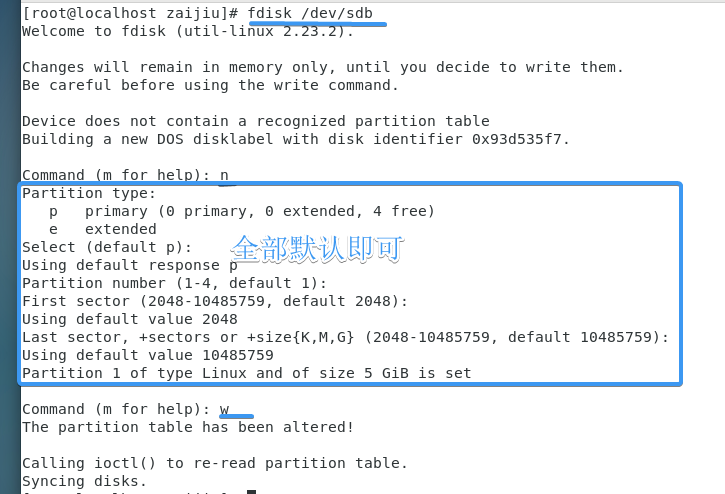 [root@localhost zaijiu]# fdisk /dev/sdb
Welcome to fdisk (util-linux 2.23.2).
Changes will remain in memory only, until you decide to write them.
Be careful before using the write command.
Device does not contain a recognized partition table
Building a new DOS disklabel with disk identifier 0x93d535f7.
Command (m for help): n
Partition type:
   p   primary (0 primary, 0 extended, 4 free)
   e   extended
Select (default p):
全部默认即可
Using default response p
Partition number (1-4, default 1):
First sector (2048-10485759, default 2048):
Using default value 2048
Last sector, +sectors or +size{K,M,G} (2048-10485759, default 10485759):
Using default value 10485759
Partition 1 of type Linux and of size 5 GiB is set
Command (m for help): w
The partition table has been altered!
Calling ioctl() to re-read partition table.
Syncing disks.